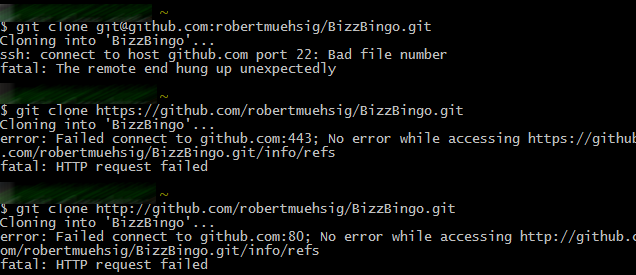 ~
$ git clone git@github.com:robertmuehsig/BizzBingo.git
Cloning into 'BizzBingo'...
ssh: connect to host github.com port 22: Bad file number
fatal: The remote end hung up unexpectedly
~
$ git clone https://github.com/robertmuehsig/BizzBingo.git
Cloning into 'BizzBingo'...
error: Failed connect to github.com:443; No error while accessing https://github
.com/robertmuehsig/BizzBingo.git/info/refs
fatal: HTTP request failed
~
$ git clone http://github.com/robertmuehsig/BizzBingo.git
Cloning into 'BizzBingo'...
error: Failed connect to github.com:80; No error while accessing http://github.c
om/robertmuehsig/BizzBingo.git/info/refs
fatal: HTTP request failed